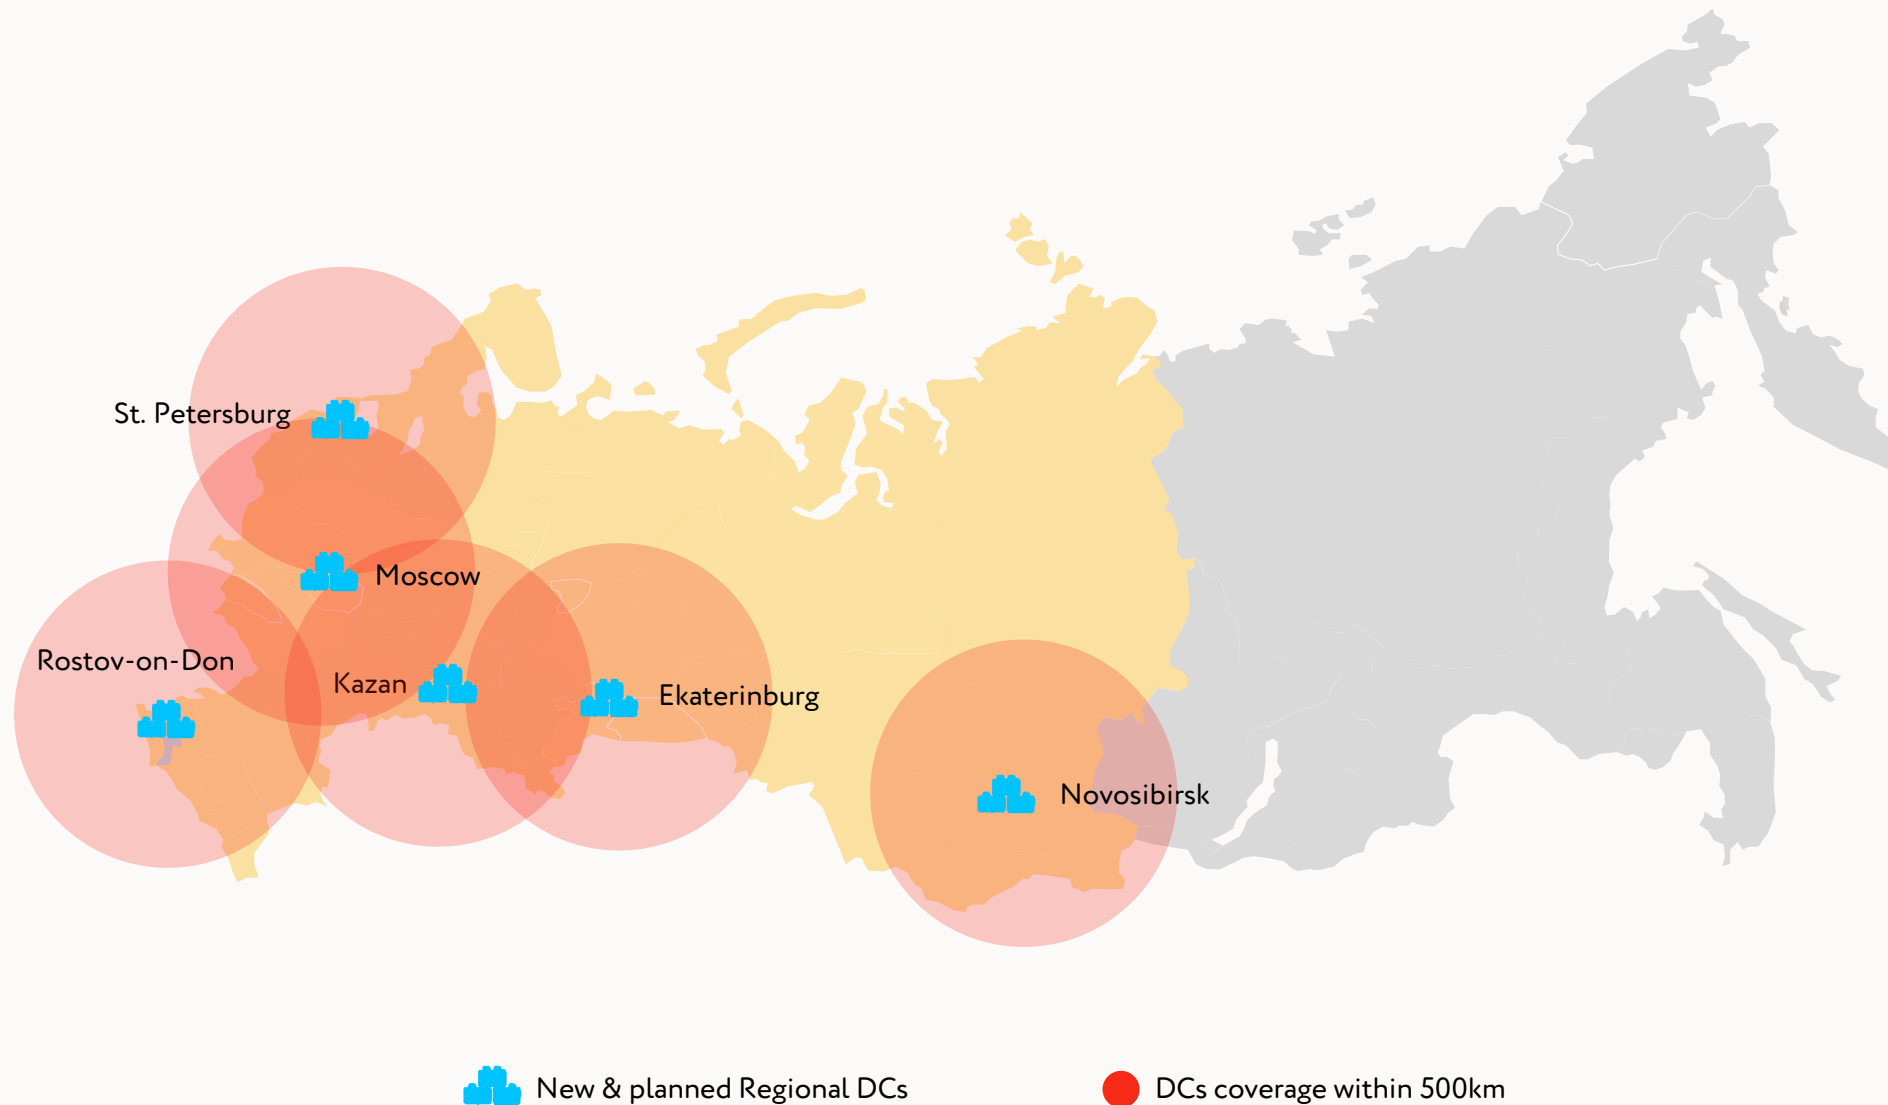 St. Petersburg
Moscow
Rostov-on-Don
Kazan
Ekaterinburg
Novosibirsk
New & planned Regional DCs
DCs coverage within 500km